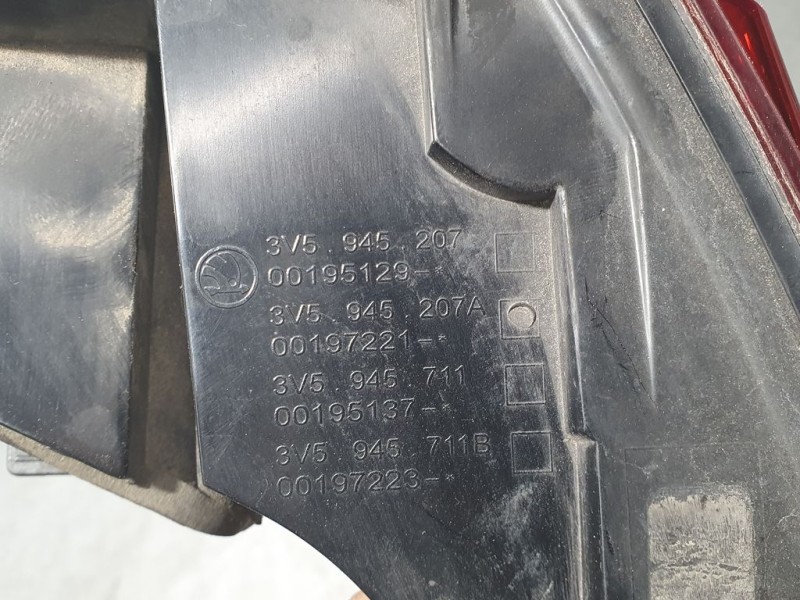 3V5 . 945 . 207
00195129-*
3V5 . 945 . 207A
00197221-*
3V5 . 945 . 711
00195137-*
3V5 . 945 . 711B
00197223-*